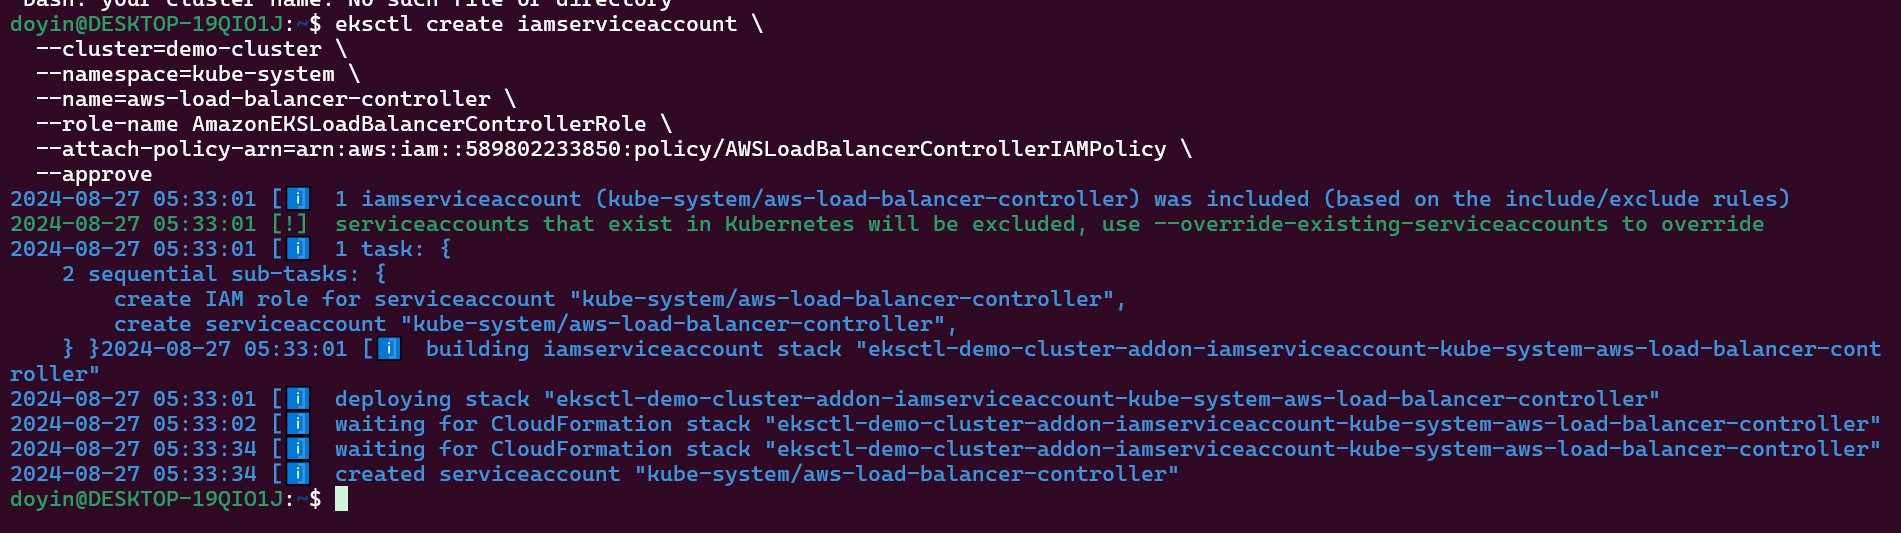 Dash: your cluster name: No such file or directory
doyin@DESKTOP-19QIO1J:~$ eksctl create iamserviceaccount \
  --cluster=demo-cluster \
  --namespace=kube-system \
  --name=aws-load-balancer-controller \
  --role-name AmazonEKSLoadBalancerControllerRole \
  --attach-policy-arn=arn:aws:iam::589802233850:policy/AWSLoadBalancerControllerIAMPolicy \
  --approve
2024-08-27 05:33:01 [ℹ]  1 iamserviceaccount (kube-system/aws-load-balancer-controller) was included (based on the include/exclude rules)
2024-08-27 05:33:01 [!]  serviceaccounts that exist in Kubernetes will be excluded, use --override-existing-serviceaccounts to override
2024-08-27 05:33:01 [ℹ]  1 task: {
    2 sequential sub-tasks: {
        create IAM role for serviceaccount "kube-system/aws-load-balancer-controller",
        create serviceaccount "kube-system/aws-load-balancer-controller",
    } }2024-08-27 05:33:01 [ℹ]  building iamserviceaccount stack "eksctl-demo-cluster-addon-iamserviceaccount-kube-system-aws-load-balancer-cont
roller"
2024-08-27 05:33:01 [ℹ]  deploying stack "eksctl-demo-cluster-addon-iamserviceaccount-kube-system-aws-load-balancer-controller"
2024-08-27 05:33:02 [ℹ]  waiting for CloudFormation stack "eksctl-demo-cluster-addon-iamserviceaccount-kube-system-aws-load-balancer-controller"
2024-08-27 05:33:34 [ℹ]  waiting for CloudFormation stack "eksctl-demo-cluster-addon-iamserviceaccount-kube-system-aws-load-balancer-controller"
2024-08-27 05:33:34 [ℹ]  created serviceaccount "kube-system/aws-load-balancer-controller"
doyin@DESKTOP-19QIO1J:~$